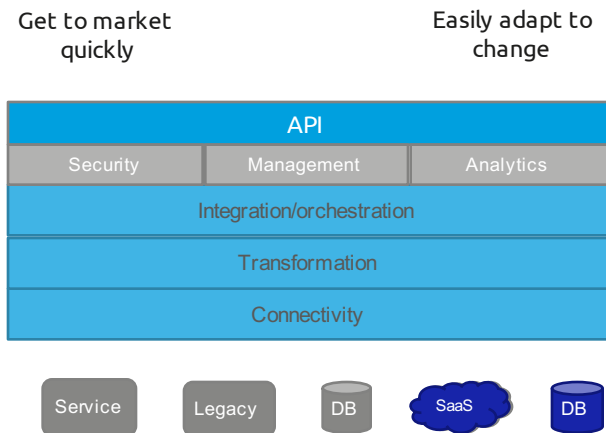 Get to market
quickly
Easily adapt to
change
API
Security
Management
Analytics
Integration/orchestration
Transformation
Connectivity
Service
Legacy
DB
SaaS
DB